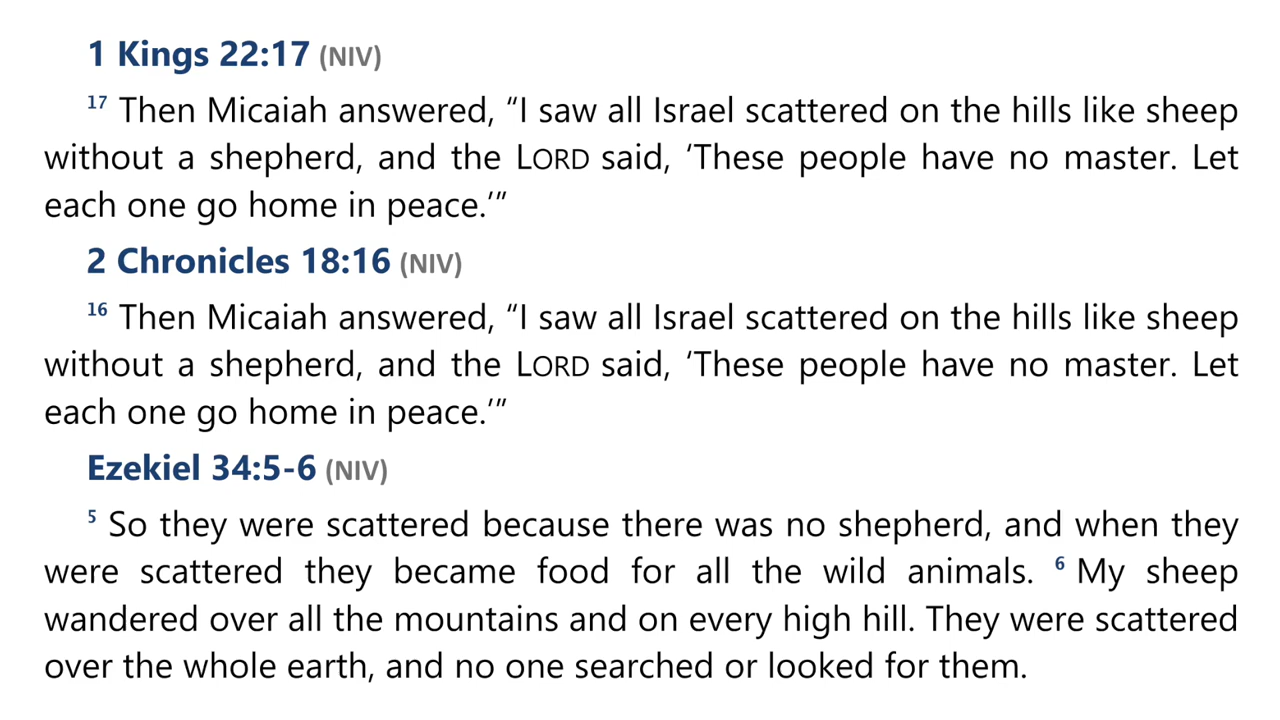 1 Kings 22:17 (NIV)
17 Then Micaiah answered, “I saw all Israel scattered on the hills like sheep
without a shepherd, and the LORD said, ‘These people have no master. Let
each one go home in peace.’”
2 Chronicles 18:16 (NIV)
16 Then Micaiah answered, “I saw all Israel scattered on the hills like sheep
without a shepherd, and the LORD said, ‘These people have no master. Let
each one go home in peace.’”
Ezekiel 34:5-6 (NIV)
5 So they were scattered because there was no shepherd, and when they
were scattered they became food for all the wild animals. 6 My sheep
wandered over all the mountains and on every high hill. They were scattered
over the whole earth, and no one searched or looked for them.